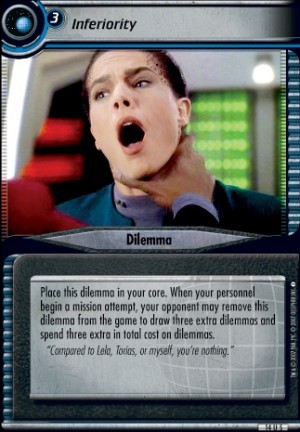 3
Inferiority
Dilemma
Place this dilemma in your core. When your personnel
begin a mission attempt, your opponent may remove this
dilemma from the game to draw three extra dilemmas and
spend three extra in total cost on dilemmas.
"Compared to Lela, Torias, or myself, you're nothing."
14 U 5